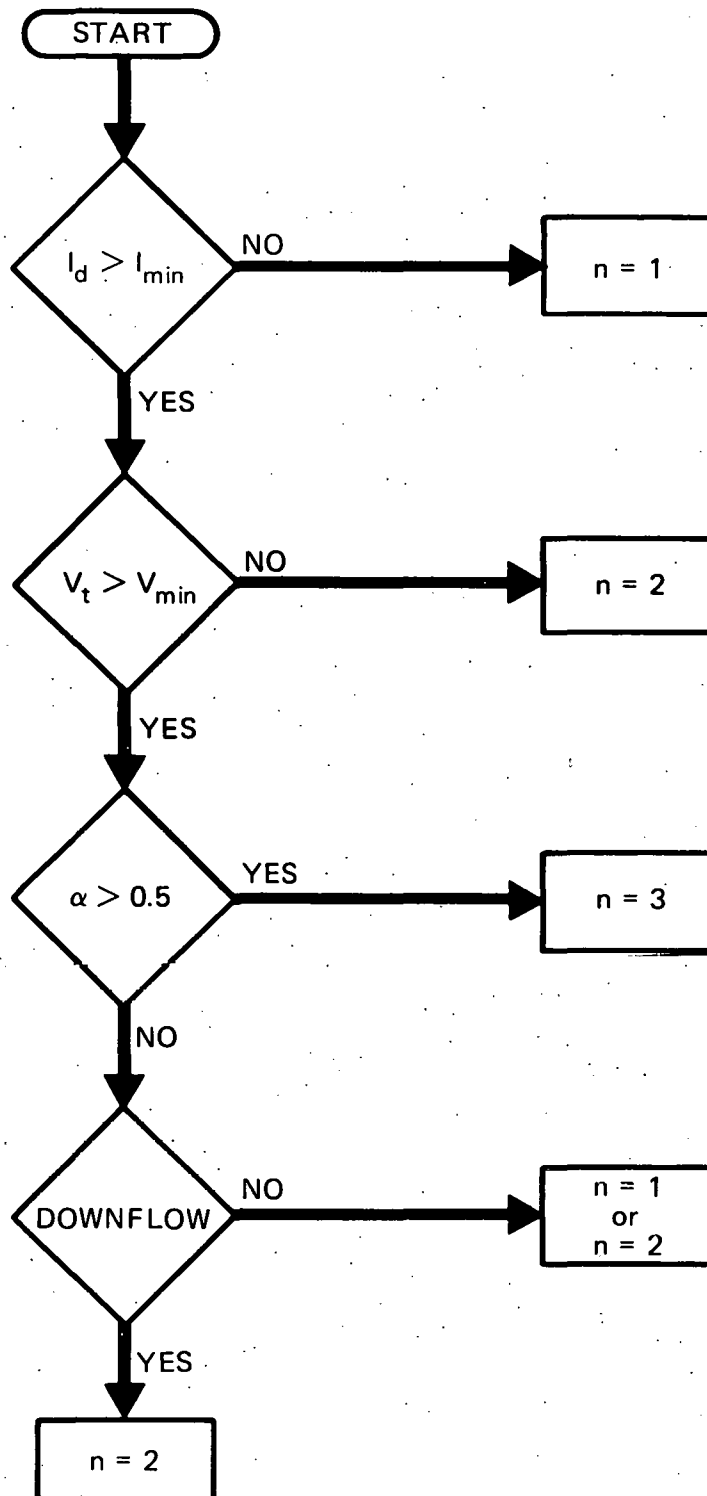 START
I_d > I_min
NO
n = 1
YES
V_t > V_min
NO
n = 2
YES
α > 0.5
YES
n = 3
NO
DOWNFLOW
NO
n = 1
or
n = 2
YES
n = 2